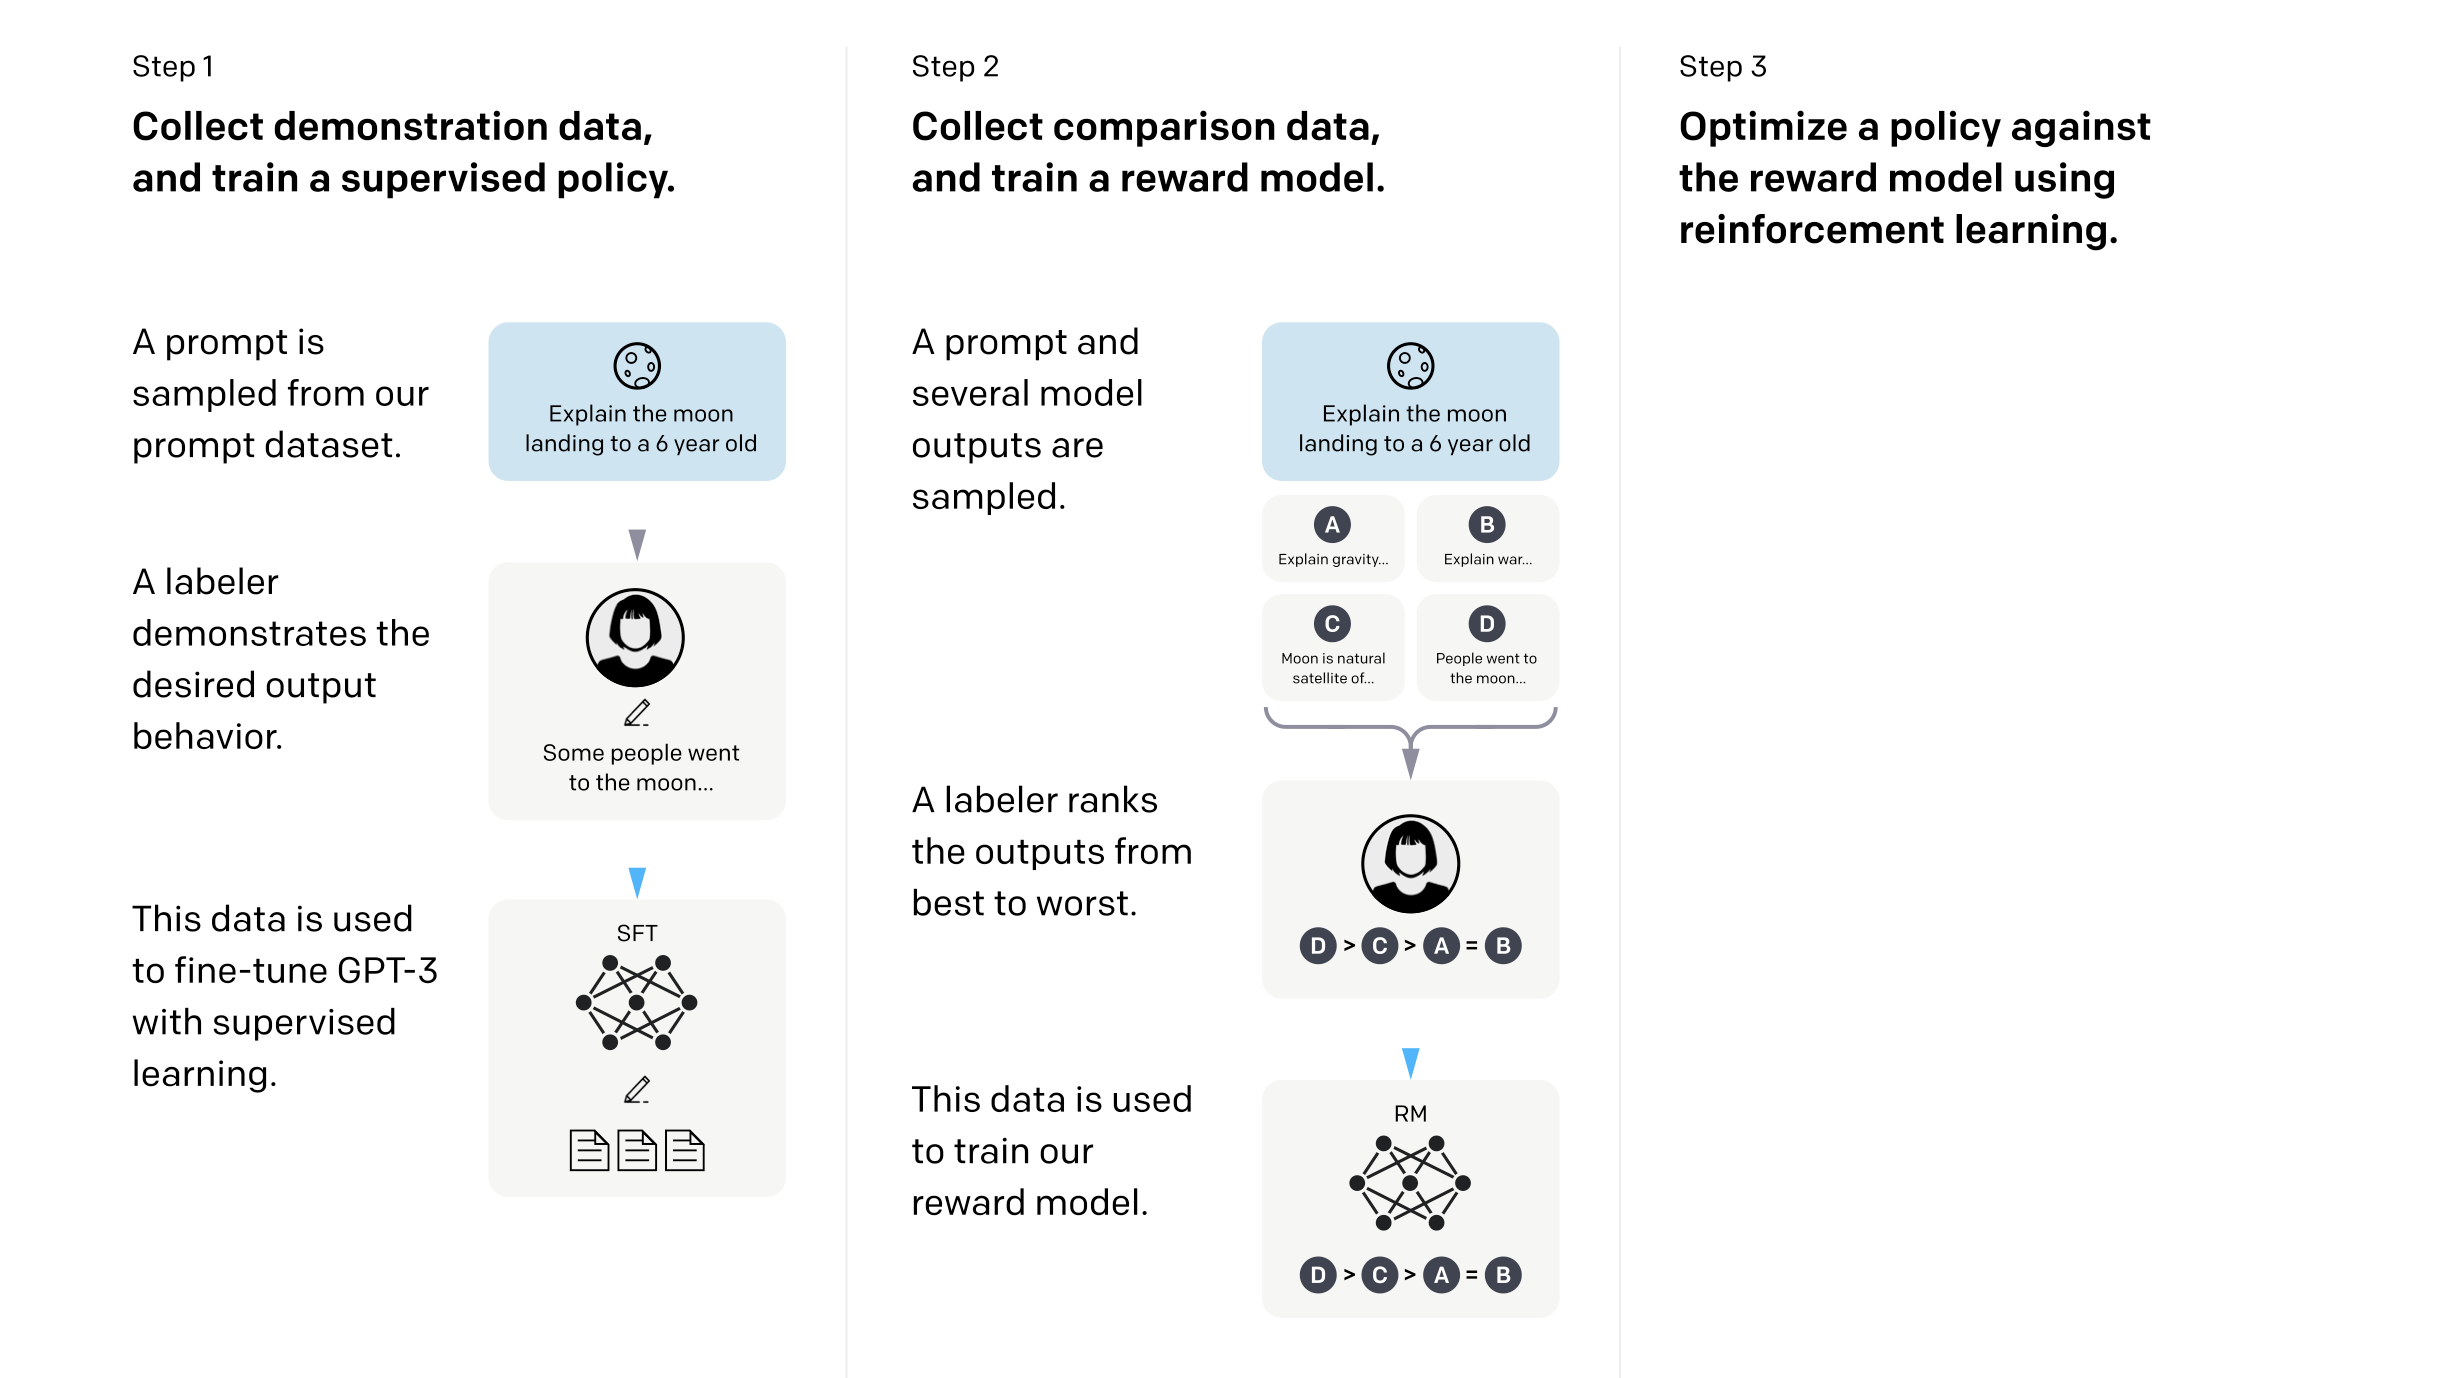 Step 1
Collect demonstration data,
and train a supervised policy.
A prompt is
sampled from our
prompt dataset.
Explain the moon
landing to a 6 year old
A labeler
demonstrates the
desired output
behavior.
Some people went
to the moon...
This data is used
to fine-tune GPT-3
with supervised
learning.
SFT
Step 2
Collect comparison data,
and train a reward model.
A prompt and
several model
outputs are
sampled.
Explain the moon
landing to a 6 year old
A
Explain gravity...
B
Explain war...
C
Moon is natural
satellite of...
D
People went to
the moon...
A labeler ranks
the outputs from
best to worst.
D > C > A = B
This data is used
to train our
reward model.
RM
D > C > A = B
Step 3
Optimize a policy against
the reward model using
reinforcement learning.